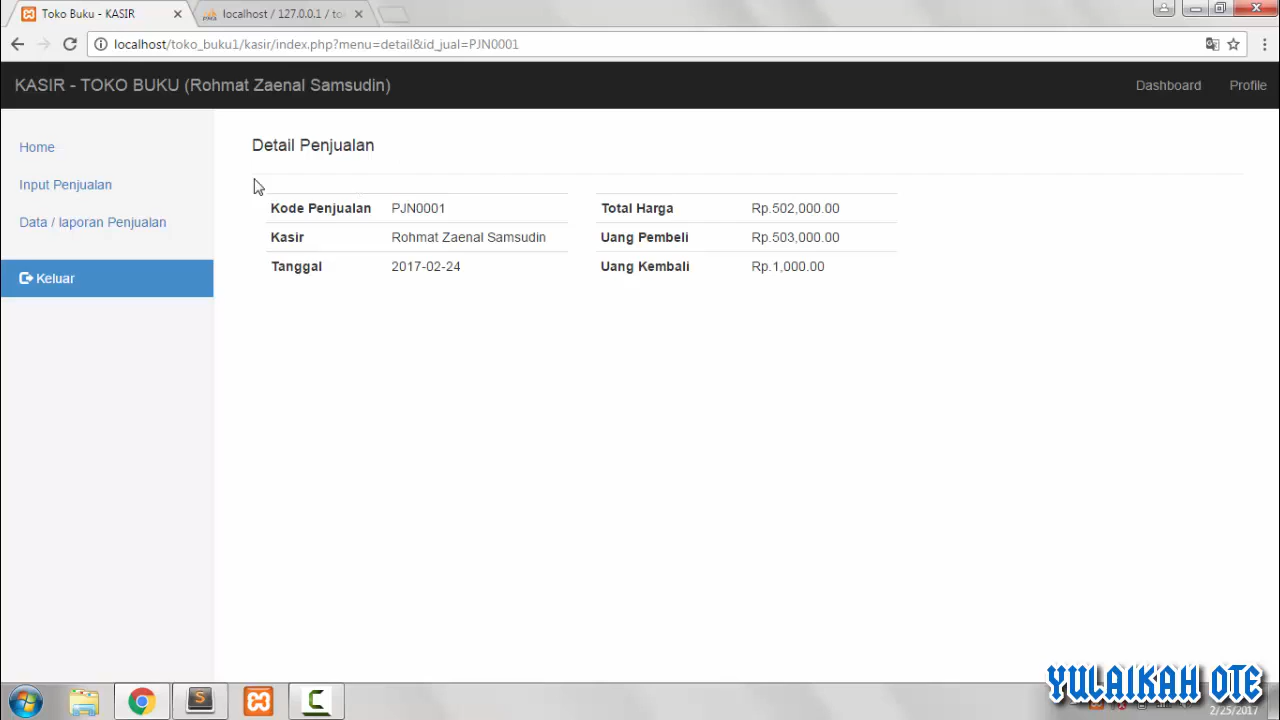 Toko Buku - KASIR
localhost / 127.0.0.1 / to
localhost/toko_buku1/kasir/index.php?menu=detail&id_jual=PJN0001
KASIR - TOKO BUKU (Rohmat Zaenal Samsudin)
Dashboard
Profile
Home
Input Penjualan
Data / laporan Penjualan
Keluar
Detail Penjualan
Kode Penjualan PJN0001
Kasir Rohmat Zaenal Samsudin
Tanggal 2017-02-24
Total Harga Rp.502,000.00
Uang Pembeli Rp.503,000.00
Uang Kembali Rp.1,000.00
YULAIKAH OTE
2/25/2017